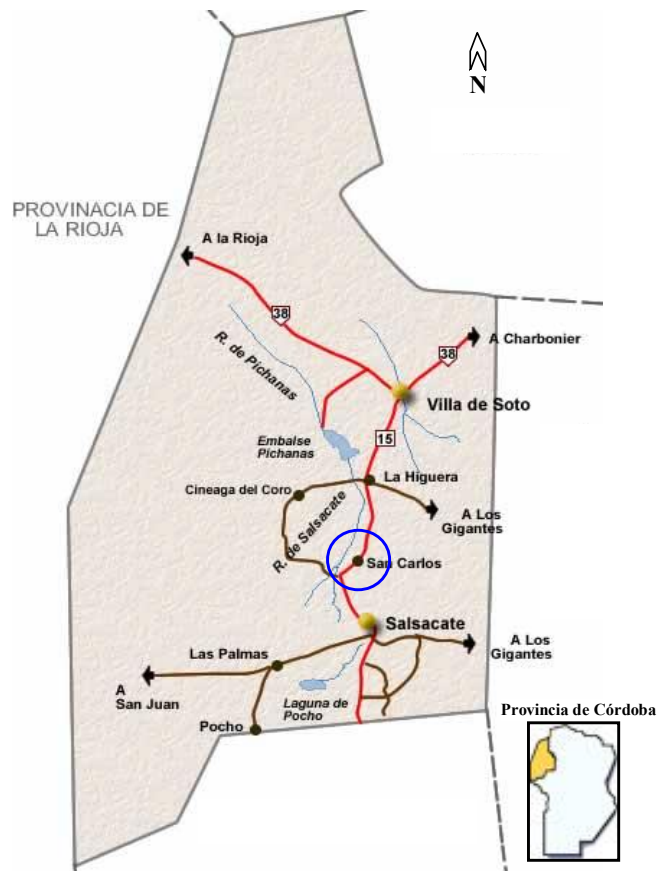 N
PROVINACIA DE
LA RIOJA
A la Rioja
38
A Charbonier
38
R. de Pichanas
Villa de Soto
15
Embalse
Pichanas
La Higuera
Cineaga del Coro
A Los
Gigantes
R. de Salsacate
San Carlos
Salsacate
A Los
Gigantes
Las Palmas
A
San Juan
Laguna de
Pocho
Pocho
Provincia de Córdoba